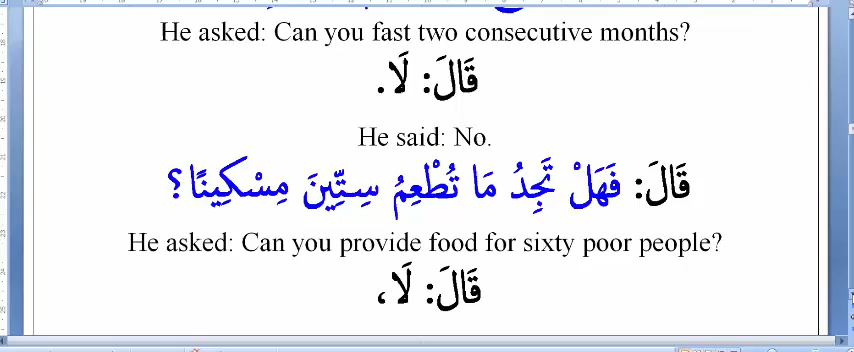 He asked: Can you fast two consecutive months?
قَالَ: لَا.
He said: No.
قَالَ: فَهَلْ تَجِدُ مَا تُطْعِمُ سِتِّينَ مِسْكِينًا؟
He asked: Can you provide food for sixty poor people?
قَالَ: لَا،